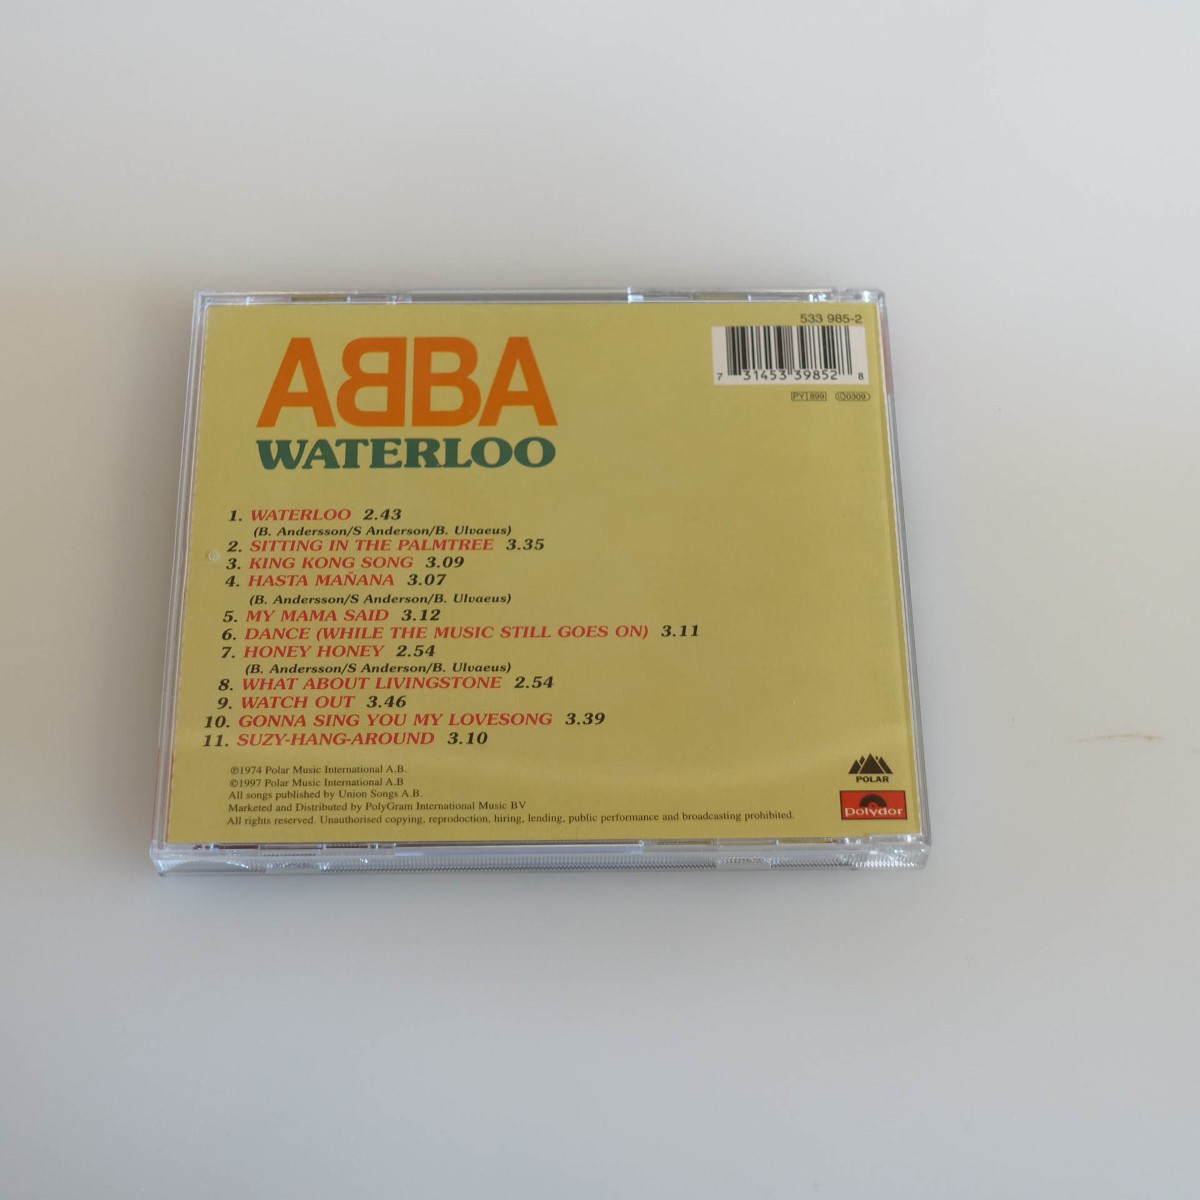 533 985-2
7 31453 39852 8
PY 899 LC 0309
ABBA
WATERLOO
1. WATERLOO 2.43
(B. Andersson/S Anderson/B. Ulvaeus)
2. SITTING IN THE PALMTREE 3.35
3. KING KONG SONG 3.09
4. HASTA MAÑANA 3.07
(B. Andersson/S Anderson/B. Ulvaeus)
5. MY MAMA SAID 3.12
6. DANCE (WHILE THE MUSIC STILL GOES ON) 3.11
7. HONEY HONEY 2.54
(B. Andersson/S Anderson/B. Ulvaeus)
8. WHAT ABOUT LIVINGSTONE 2.54
9. WATCH OUT 3.46
10. GONNA SING YOU MY LOVESONG 3.39
11. SUZY-HANG-AROUND 3.10
℗1974 Polar Music International A.B.
©1997 Polar Music International A.B
All songs published by Union Songs A.B.
Marketed and Distributed by PolyGram International Music BV
All rights reserved. Unauthorised copying, reproduction, hiring, lending, public performance and broadcasting prohibited.
POLAR
Polydor